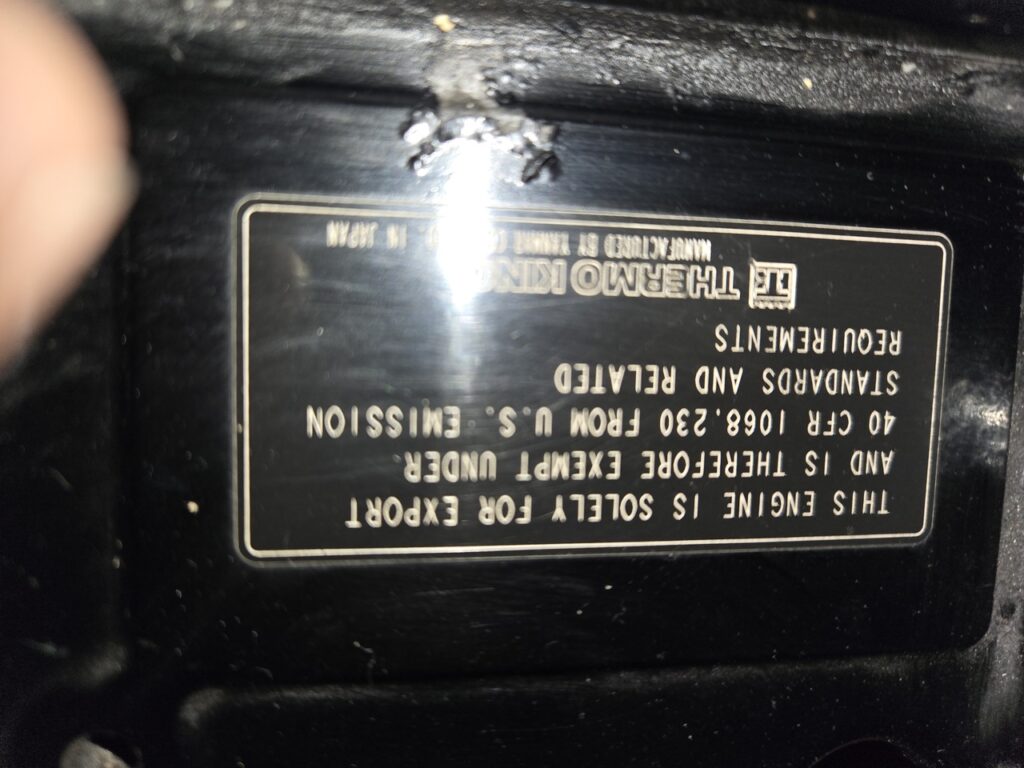 THIS ENGINE IS SOLELY FOR EXPORT
AND IS THEREFORE EXEMPT UNDER
40 CFR 1068.230 FROM U.S. EMISSION
STANDARDS AND RELATED
REQUIREMENTS
THERMO KING
MANUFACTURED BY IN JAPAN